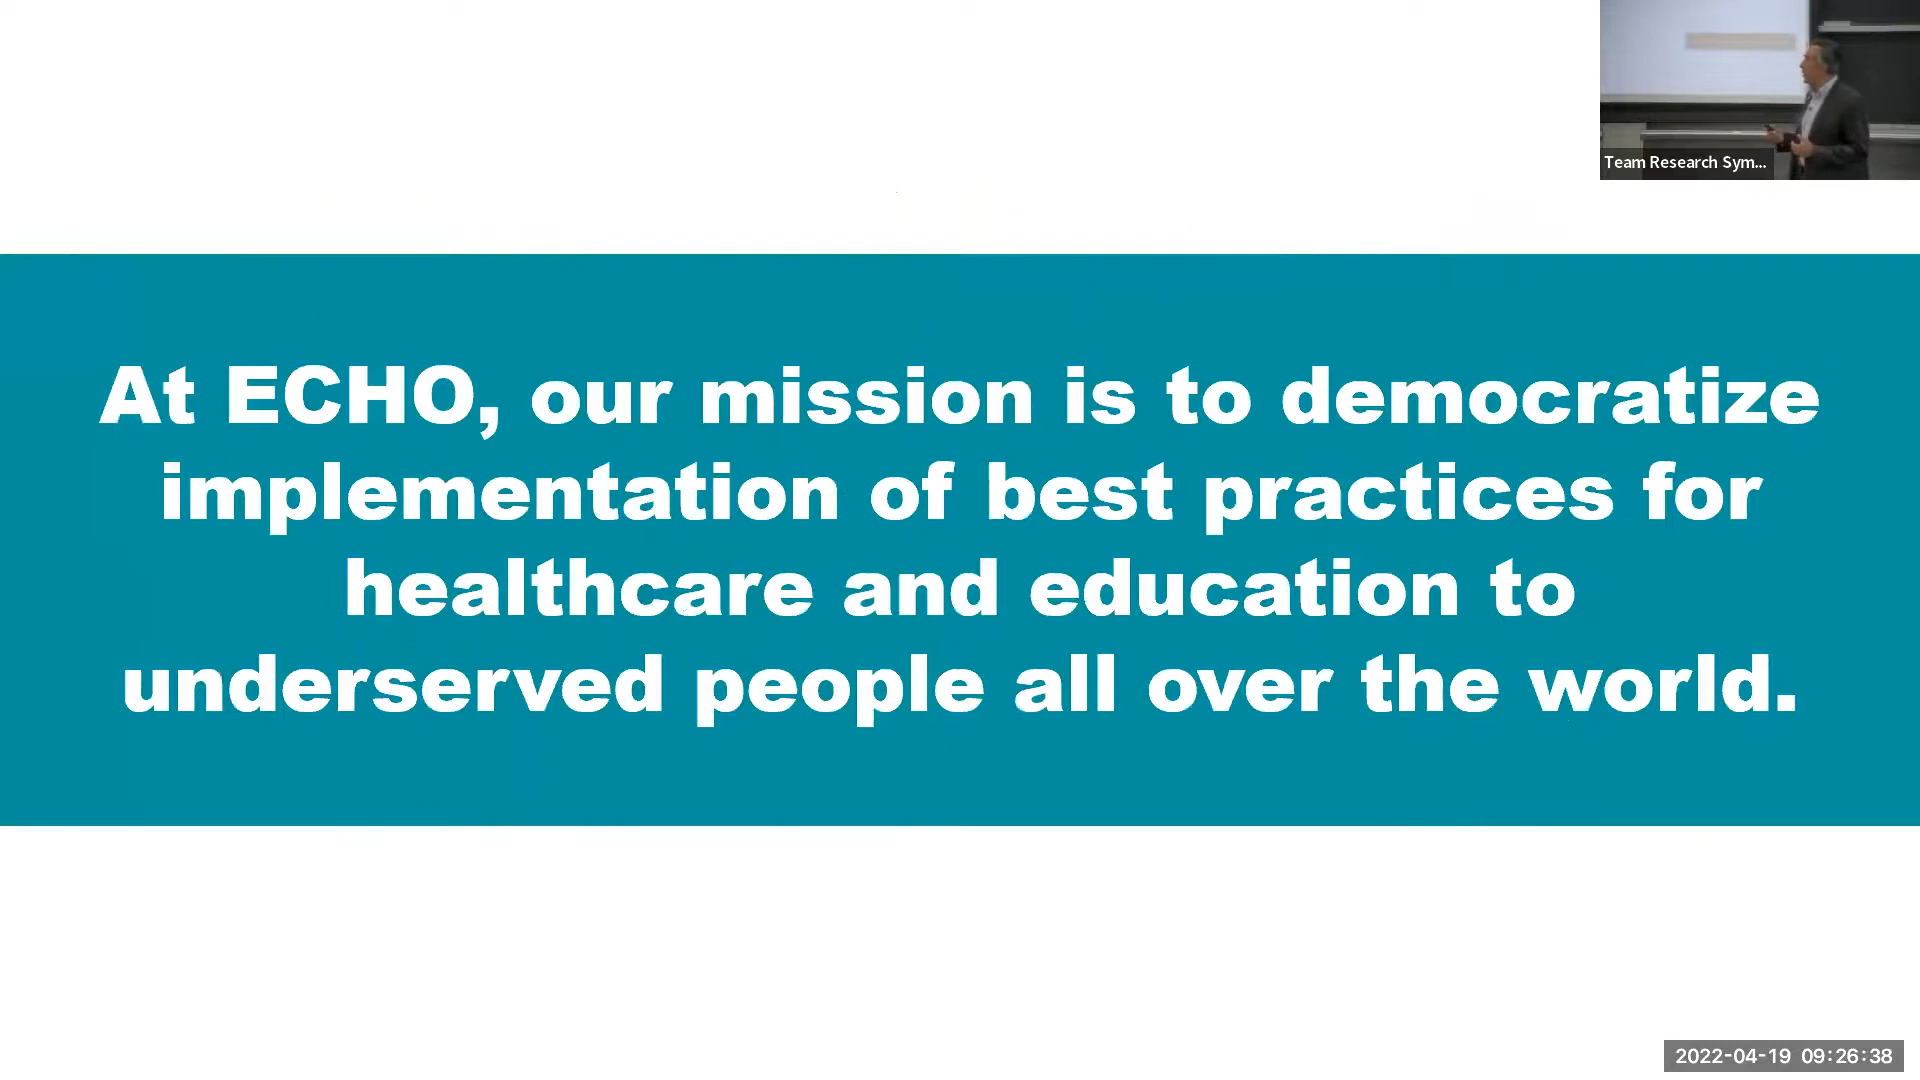 Team Research Sym...
At ECHO, our mission is to democratize
implementation of best practices for
healthcare and education to
underserved people all over the world.
2022-04-19 09:26:38